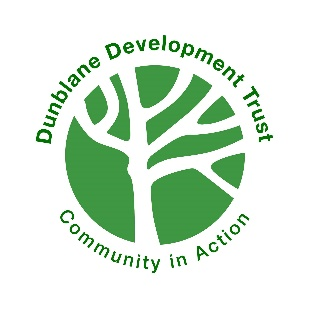 Dunblane Development Trust
Community in Action